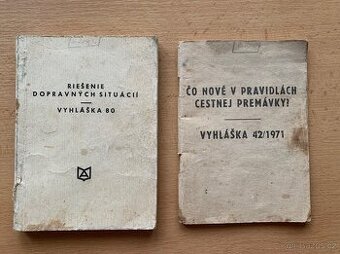 RIEŠENIE
DOPRAVNÝCH SITUÁCIÍ
VYHLÁŠKA 80
ČO NOVÉ V PRAVIDLÁCH
CESTNEJ PREMÁVKY?
VYHLÁŠKA 42/1971